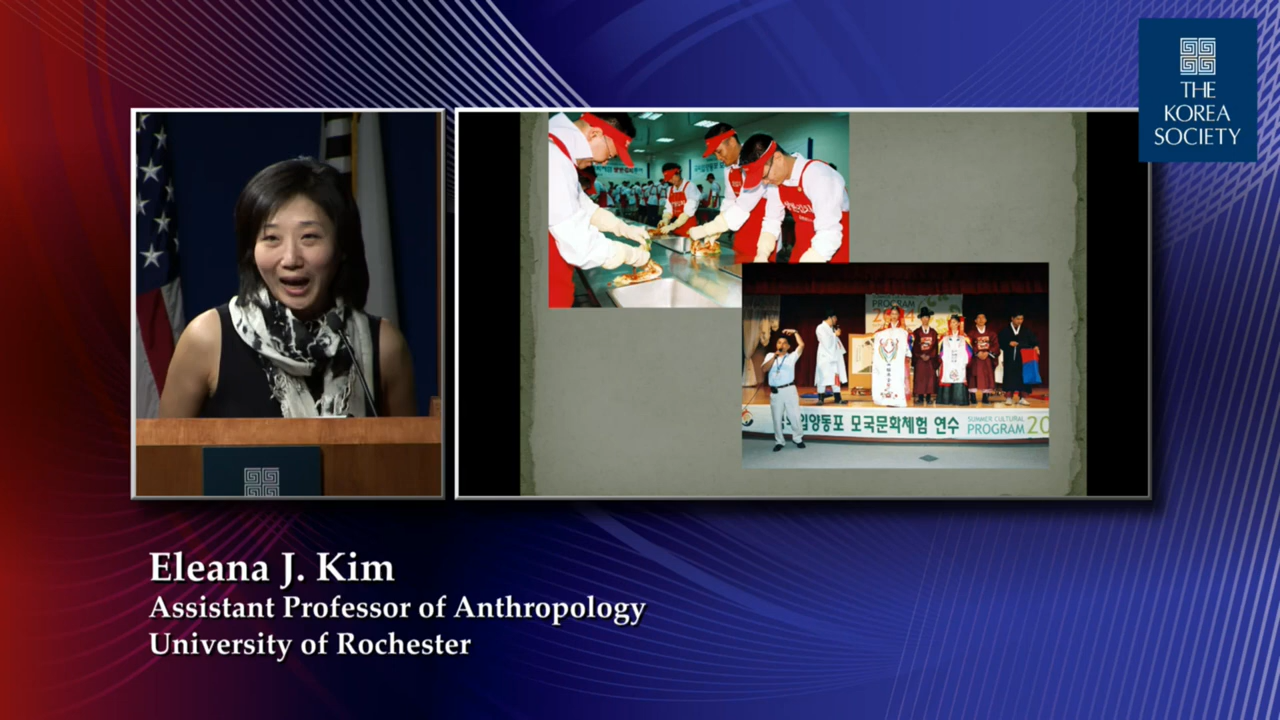 THE
KOREA
SOCIETY
PROGRAM
입양동포 모국문화체험 연수
SUMMER CULTURAL
PROGRAM 20
Eleana J. Kim
Assistant Professor of Anthropology
University of Rochester